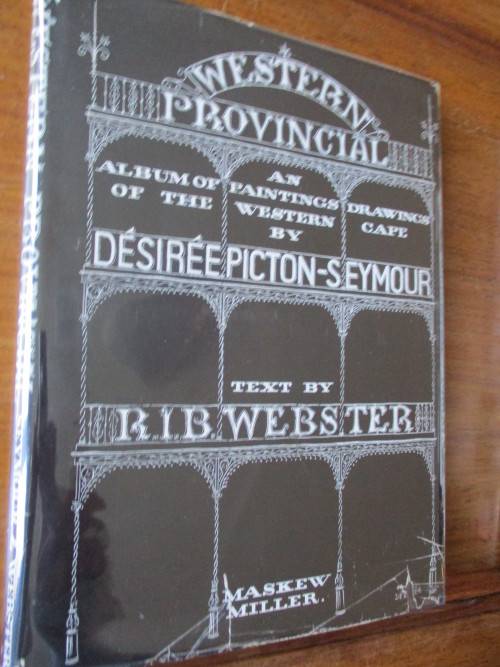 WESTERN
PROVINCIAL
AN
ALBUM OF PAINTINGS DRAWINGS
OF THE WESTERN CAPE
BY
DÉSIRÉE PICTON-SEYMOUR
TEXT BY
R.I.B. WEBSTER
MASKEW
MILLER.